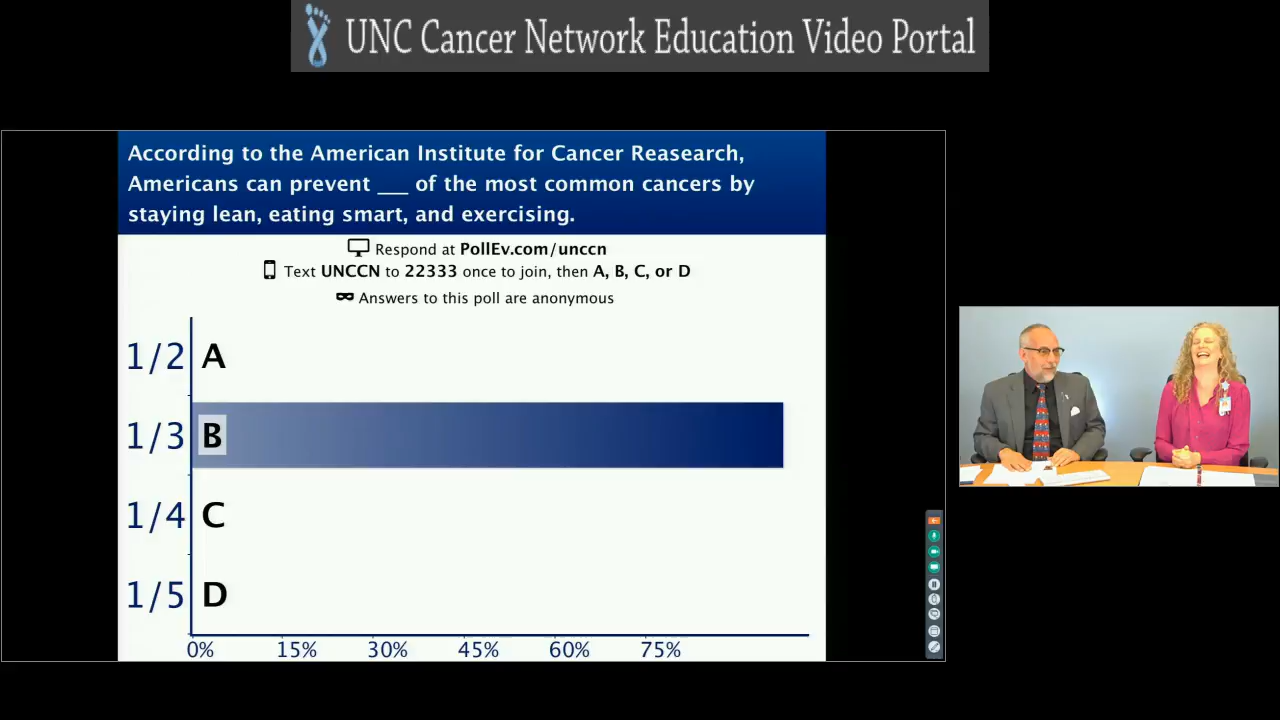 UNC Cancer Network Education Video Portal
According to the American Institute for Cancer Reasearch,
Americans can prevent ___ of the most common cancers by
staying lean, eating smart, and exercising.
Respond at PollEv.com/unccn
Text UNCCN to 22333 once to join, then A, B, C, or D
Answers to this poll are anonymous
1/2 A
1/3 B
1/4 C
1/5 D
0% 15% 30% 45% 60% 75%